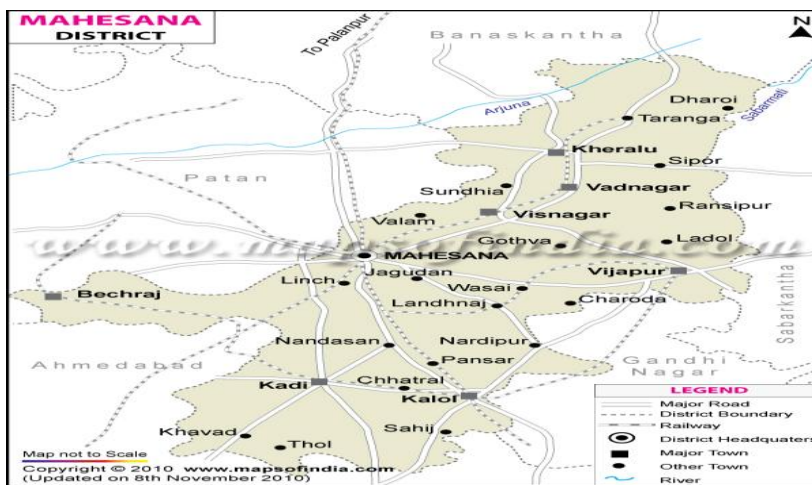 MAHESANA
DISTRICT
N
To Palanpur
Banaskantha
Arjuna
Sabarmati
Dharoi
Taranga
Kheralu
Sipor
Patan
Sundhia
Vadnagar
Valam
Visnagar
Ransipur
www.mapsofindia.com
Gothva
Ladol
MAHESANA
Jagudan
Vijapur
Linch
Wasai
Bechraj
Landhnaj
Charoda
Sabarkantha
Nandasan
Nardipur
Ahmedabad
Pansar
Gandhi
Nagar
Kadi
Chhatral
Kalol
Khavad
Sahij
Thol
LEGEND
Major Road
District Boundary
Railway
District Headquaters
Major Town
Other Town
River
Map not to Scale
Copyright © 2010 www.mapsofindia.com
(Updated on 8th November 2010)